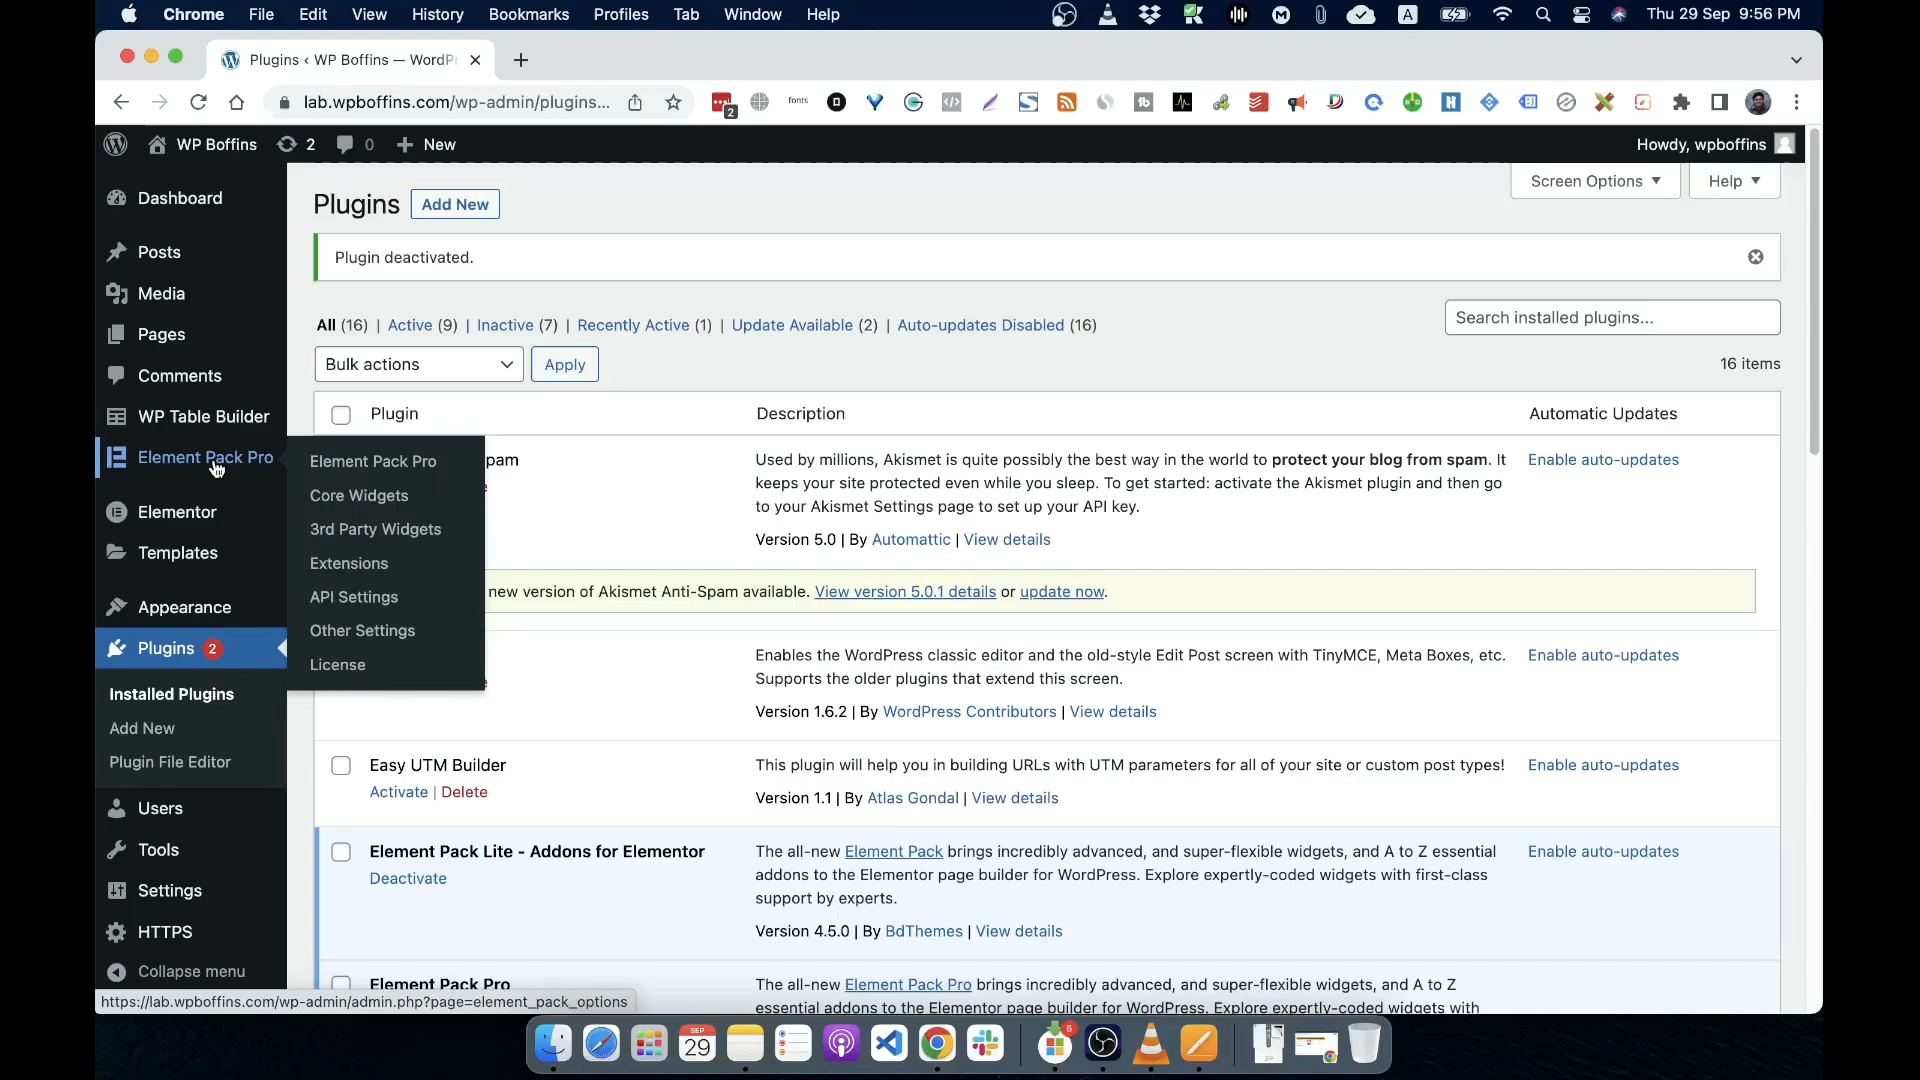 Chrome File Edit View History Bookmarks Profiles Tab Window Help
A
Thu 29 Sep 9:56 PM
Plugins ‹ WP Boffins — WordPr
lab.wpboffins.com/wp-admin/plugins...
2
fonts
WP Boffins 2 0 New
Howdy, wpboffins
Dashboard
Posts
Media
Pages
Comments
WP Table Builder
Element Pack Pro
Elementor
Templates
Appearance
Plugins 2
Installed Plugins
Add New
Plugin File Editor
Users
Tools
Settings
HTTPS
Collapse menu
Element Pack Pro
Core Widgets
3rd Party Widgets
Extensions
API Settings
Other Settings
License
Screen Options Help
Plugins Add New
Plugin deactivated.
All (16) | Active (9) | Inactive (7) | Recently Active (1) | Update Available (2) | Auto-updates Disabled (16)
Search installed plugins...
Bulk actions Apply
16 items
Plugin Description Automatic Updates
pam
Used by millions, Akismet is quite possibly the best way in the world to protect your blog from spam. It
keeps your site protected even while you sleep. To get started: activate the Akismet plugin and then go
to your Akismet Settings page to set up your API key.
Version 5.0 | By Automattic | View details
Enable auto-updates
new version of Akismet Anti-Spam available. View version 5.0.1 details or update now.
Enables the WordPress classic editor and the old-style Edit Post screen with TinyMCE, Meta Boxes, etc.
Supports the older plugins that extend this screen.
Version 1.6.2 | By WordPress Contributors | View details
Enable auto-updates
Easy UTM Builder
Activate | Delete
This plugin will help you in building URLs with UTM parameters for all of your site or custom post types!
Version 1.1 | By Atlas Gondal | View details
Enable auto-updates
Element Pack Lite - Addons for Elementor
Deactivate
The all-new Element Pack brings incredibly advanced, and super-flexible widgets, and A to Z essential
addons to the Elementor page builder for WordPress. Explore expertly-coded widgets with first-class
support by experts.
Version 4.5.0 | By BdThemes | View details
Enable auto-updates
Element Pack Pro
The all-new Element Pack Pro brings incredibly advanced, and super-flexible widgets, and A to Z
essential addons to the Elementor page builder for WordPress. Explore expertly-coded widgets with
https://lab.wpboffins.com/wp-admin/admin.php?page=element_pack_options
SEP
29
6